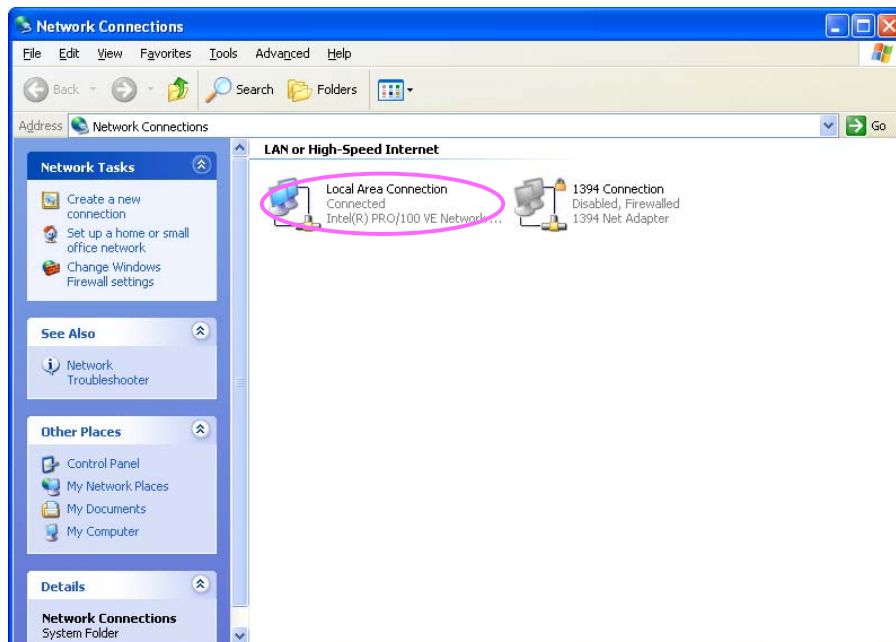 Network Connections
File Edit View Favorites Tools Advanced Help
Back Search Folders
Address Network Connections Go
Network Tasks
Create a new
connection
Set up a home or small
office network
Change Windows
Firewall settings
See Also
Network
Troubleshooter
Other Places
Control Panel
My Network Places
My Documents
My Computer
Details
Network Connections
System Folder
LAN or High-Speed Internet
Local Area Connection
Connected
Intel(R) PRO/100 VE Network ...
1394 Connection
Disabled, Firewalled
1394 Net Adapter